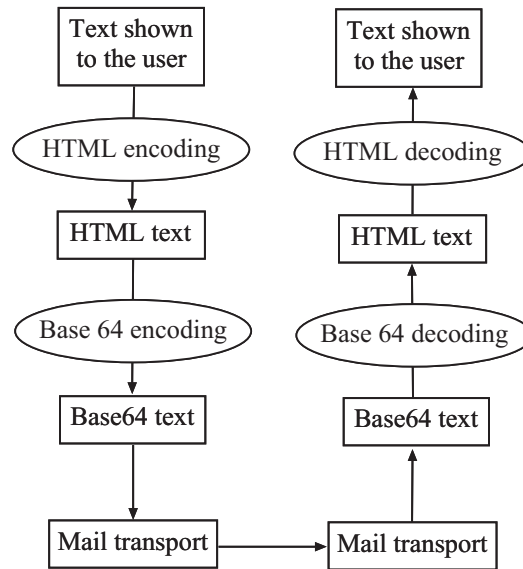 Text shown
to the user
HTML encoding
HTML text
Base 64 encoding
Base64 text
Mail transport
Text shown
to the user
HTML decoding
HTML text
Base 64 decoding
Base64 text
Mail transport